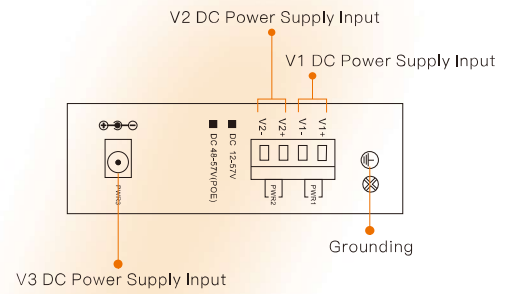 V2 DC Power Supply Input
V1 DC Power Supply Input
V2-
V2+
V1-
V1+
DC 48-57V(POE)
DC 12-57V
PWR3
PWR2
PWR1
Grounding
V3 DC Power Supply Input